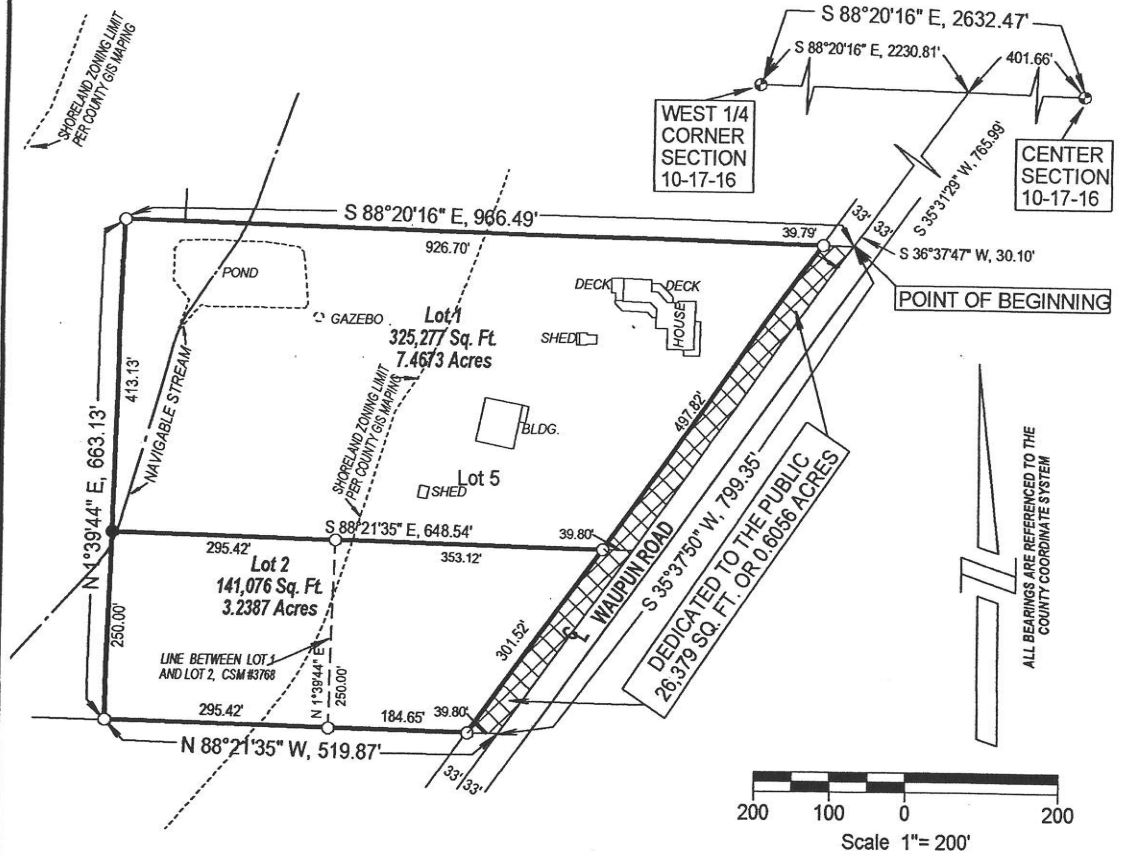 S 88°20'16" E, 2632.47'
S 88°20'16" E, 2230.81'
401.66'
SHORELAND ZONING LIMIT
PER COUNTY GIS MAPING
WEST 1/4
CORNER
SECTION
10-17-16
CENTER
SECTION
10-17-16
S 35°31'29" W, 765.99'
33'
33'
S 88°20'16" E, 966.49'
926.70'
39.79'
S 36°37'47" W, 30.10'
POINT OF BEGINNING
POND
GAZEBO
DECK
DECK
HOUSE
SHED
Lot 1
325,277 Sq. Ft.
7.4673 Acres
N 1°39'44" E, 663.13'
413.13'
NAVIGABLE STREAM
SHORELAND ZONING LIMIT
PER COUNTY GIS MAPING
BLDG.
497.82'
Lot 5
SHED
S 88°21'35" E, 648.54'
295.42'
353.12'
39.80'
Lot 2
141,076 Sq. Ft.
3.2387 Acres
250.00'
LINE BETWEEN LOT 1
AND LOT 2, CSM #3768
N 1°39'44" E
250.00'
301.52'
CL WAUPUN ROAD
S 35°37'50" W, 799.35'
DEDICATED TO THE PUBLIC
26,379 SQ. FT. OR 0.6056 ACRES
ALL BEARINGS ARE REFERENCED TO THE
COUNTY COORDINATE SYSTEM
295.42'
184.65'
39.80'
N 88°21'35" W, 519.87'
33'
33'
200
100
0
200
Scale 1"= 200'